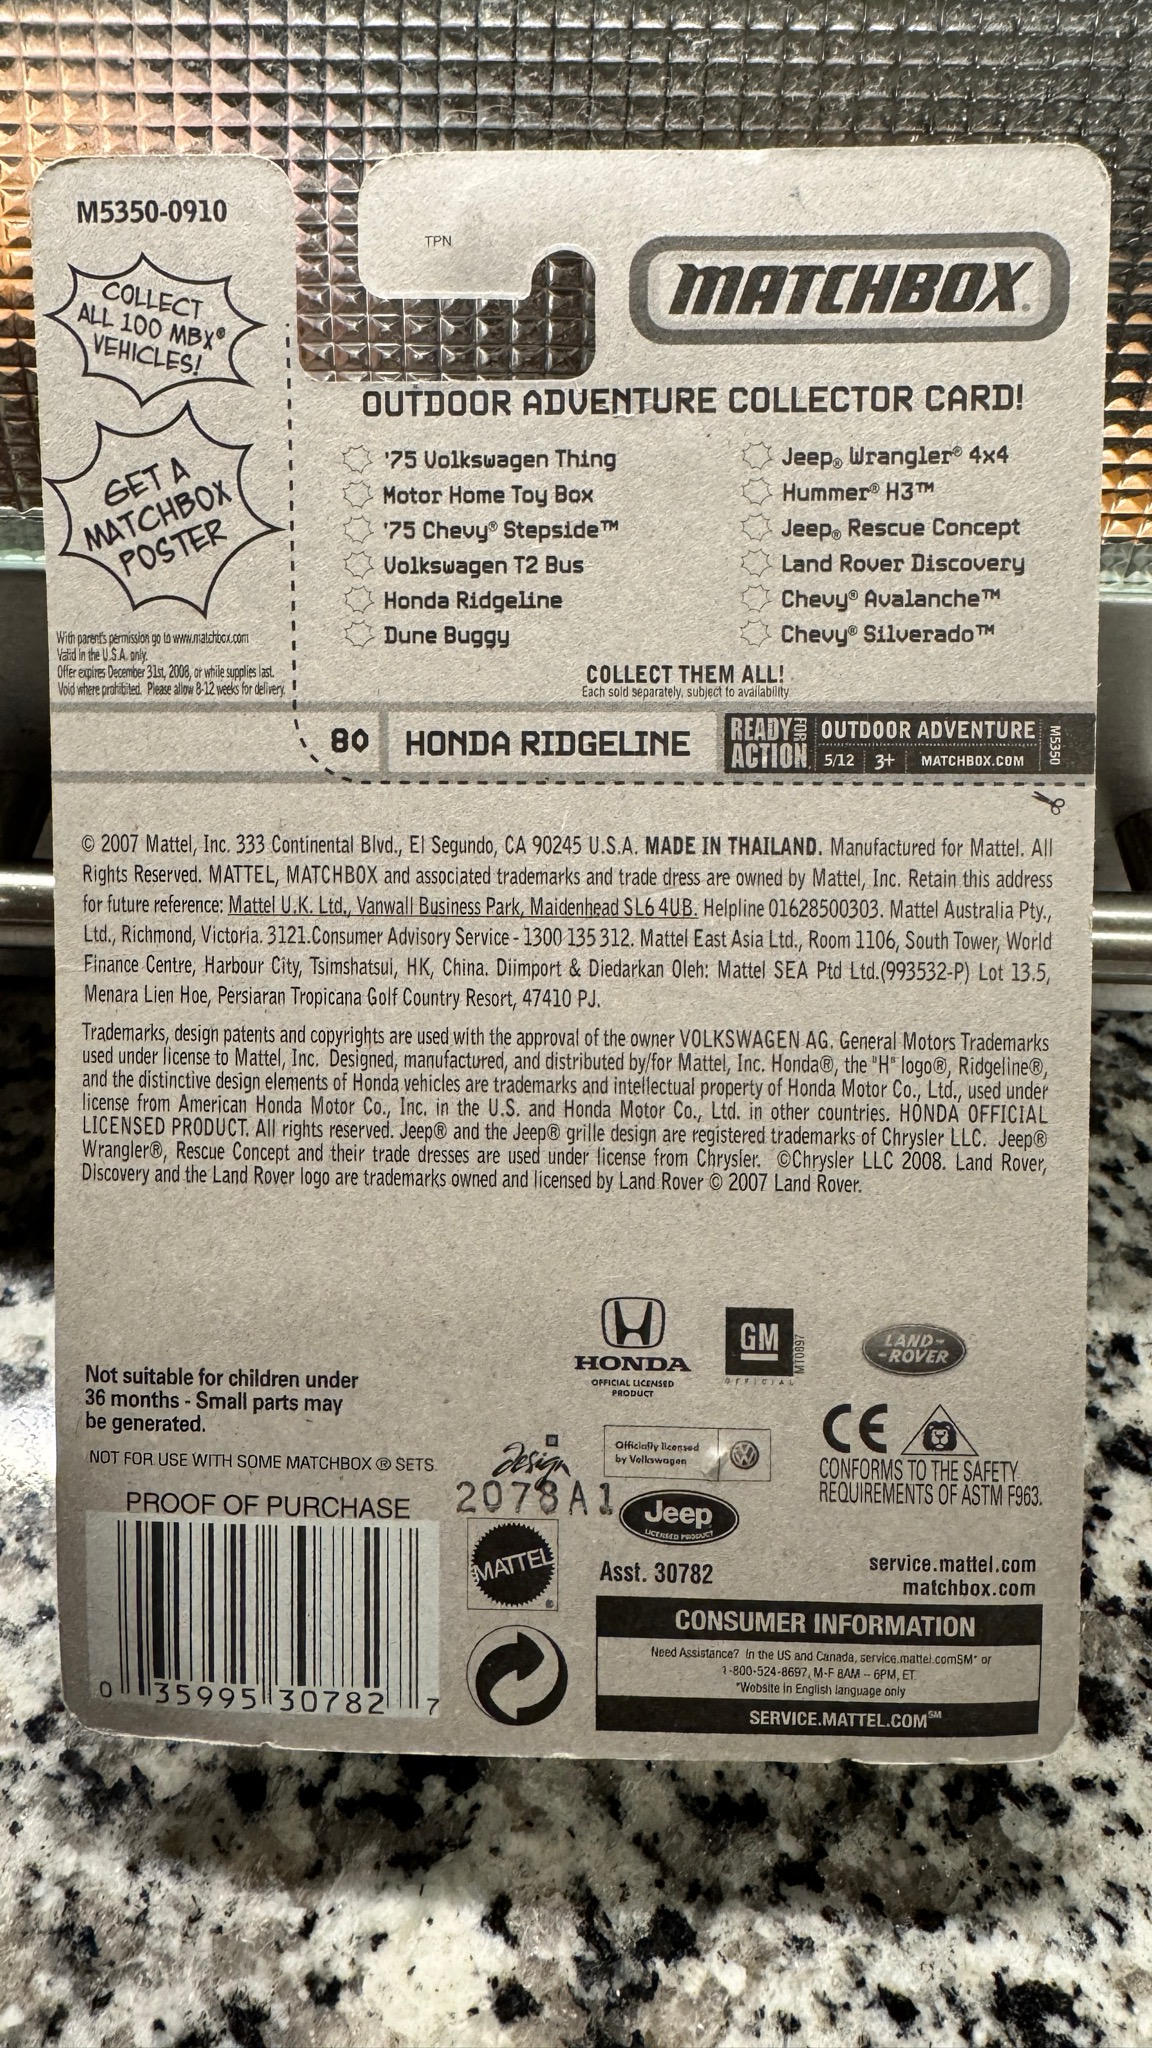 M5350-0910
COLLECT
ALL 100 MBX®
VEHICLES!
GET A
MATCHBOX
POSTER
With parent's permission go to www.matchbox.com
Valid in the U.S.A. only.
Offer expires December 31st, 2008, or while supplies last.
Void where prohibited. Please allow 8-12 weeks for delivery.
TPN
MATCHBOX®
OUTDOOR ADVENTURE COLLECTOR CARD!
'75 Volkswagen Thing
Motor Home Toy Box
'75 Chevy® Stepside™
Volkswagen T2 Bus
Honda Ridgeline
Dune Buggy
Jeep® Wrangler® 4x4
Hummer® H3™
Jeep® Rescue Concept
Land Rover Discovery
Chevy® Avalanche™
Chevy® Silverado™
COLLECT THEM ALL!
Each sold separately, subject to availability.
80 HONDA RIDGELINE
READY FOR ACTION
OUTDOOR ADVENTURE
5/12 3+ MATCHBOX.COM
M5350
© 2007 Mattel, Inc. 333 Continental Blvd., El Segundo, CA 90245 U.S.A. MADE IN THAILAND. Manufactured for Mattel. All
Rights Reserved. MATTEL, MATCHBOX and associated trademarks and trade dress are owned by Mattel, Inc. Retain this address
for future reference: Mattel U.K. Ltd., Vanwall Business Park, Maidenhead SL6 4UB. Helpline 01628500303. Mattel Australia Pty.,
Ltd., Richmond, Victoria. 3121.Consumer Advisory Service - 1300 135 312. Mattel East Asia Ltd., Room 1106, South Tower, World
Finance Centre, Harbour City, Tsimshatsui, HK, China. Diimport & Diedarkan Oleh: Mattel SEA Ptd Ltd.(993532-P) Lot 13.5,
Menara Lien Hoe, Persiaran Tropicana Golf Country Resort, 47410 PJ.
Trademarks, design patents and copyrights are used with the approval of the owner VOLKSWAGEN AG. General Motors Trademarks
used under license to Mattel, Inc. Designed, manufactured, and distributed by/for Mattel, Inc. Honda®, the "H" logo®, Ridgeline®,
and the distinctive design elements of Honda vehicles are trademarks and intellectual property of Honda Motor Co., Ltd., used under
license from American Honda Motor Co., Inc. in the U.S. and Honda Motor Co., Ltd. in other countries. HONDA OFFICIAL
LICENSED PRODUCT. All rights reserved. Jeep® and the Jeep® grille design are registered trademarks of Chrysler LLC. Jeep®
Wrangler®, Rescue Concept and their trade dresses are used under license from Chrysler. ©Chrysler LLC 2008. Land Rover,
Discovery and the Land Rover logo are trademarks owned and licensed by Land Rover © 2007 Land Rover.
HONDA
OFFICIAL LICENSED
PRODUCT
GM
OFFICIAL
MT0897
LAND-
-ROVER
Not suitable for children under
36 months - Small parts may
be generated.
NOT FOR USE WITH SOME MATCHBOX ® SETS.
design
2078A1
Officially licensed
by Volkswagen
VW
Jeep
LICENSED PRODUCT
CE
CONFORMS TO THE SAFETY
REQUIREMENTS OF ASTM F963.
PROOF OF PURCHASE
0 35995 30782 7
MATTEL®
Asst. 30782
service.mattel.com
matchbox.com
CONSUMER INFORMATION
Need Assistance? In the US and Canada, service.mattel.comSM* or
1-800-524-8697, M-F 8AM – 6PM, ET.
*Website in English language only
SERVICE.MATTEL.COM℠